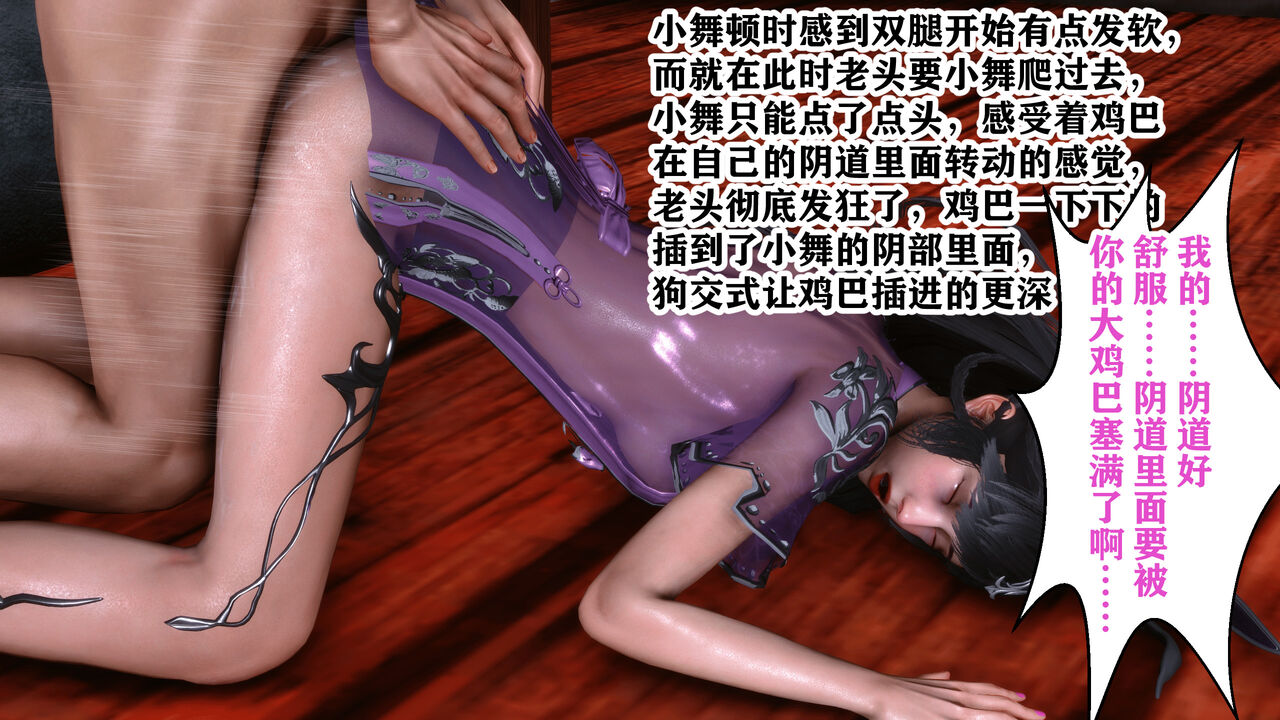 小舞顿时感到双腿开始有点发软，
而就在此时老头要小舞爬过去，
小舞只能点了点头，感受着鸡巴
在自己的阴道里面转动的感觉，
老头彻底发狂了，鸡巴一下下的
插到了小舞的阴部里面，
狗交式让鸡巴插进的更深
我的……阴道好
舒服……阴道里面要被
你的大鸡巴塞满了啊……